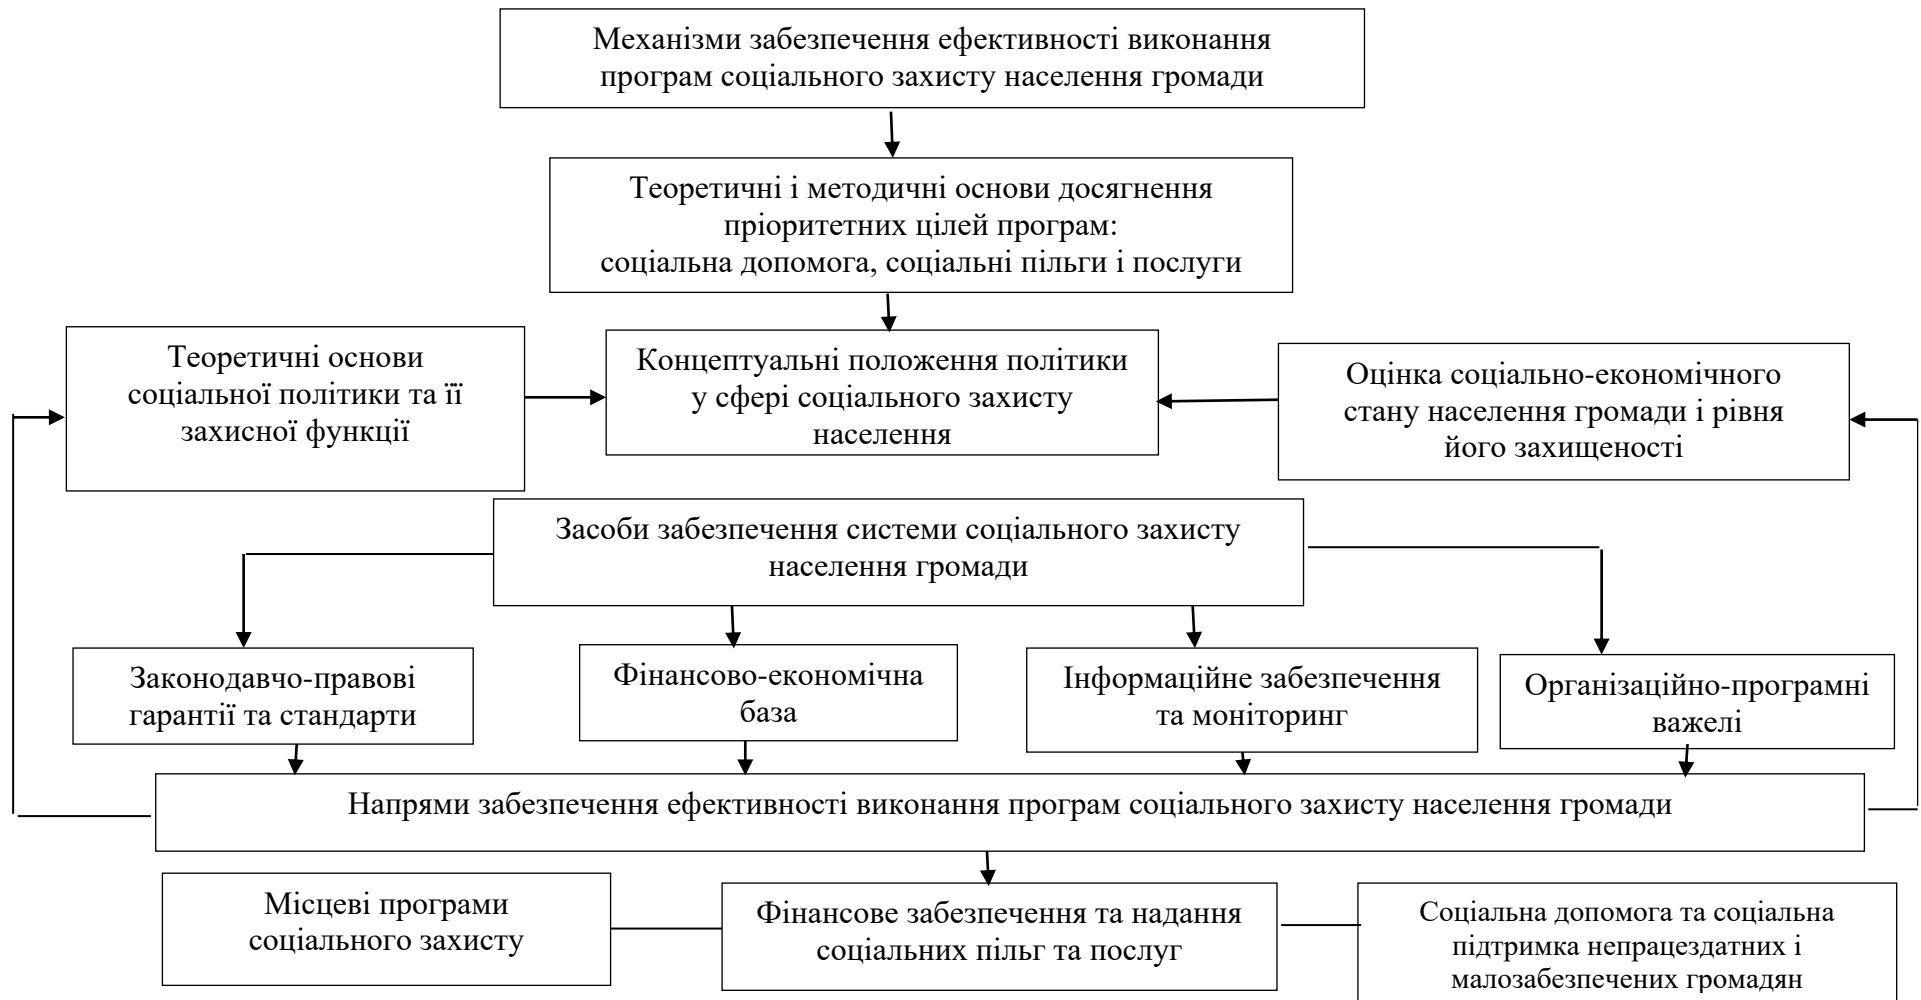 Механізми забезпечення ефективності виконання
програм соціального захисту населення громади
Теоретичні і методичні основи досягнення
пріоритетних цілей програм:
соціальна допомога, соціальні пільги і послуги
Теоретичні основи
соціальної політики та її
захисної функції
Концептуальні положення політики
у сфері соціального захисту
населення
Оцінка соціально-економічного
стану населення громади і рівня
його захищеності
Засоби забезпечення системи соціального захисту
населення громади
Законодавчо-правові
гарантії та стандарти
Фінансово-економічна
база
Інформаційне забезпечення
та моніторинг
Організаційно-програмні
важелі
Напрями забезпечення ефективності виконання програм соціального захисту населення громади
Місцеві програми
соціального захисту
Фінансове забезпечення та надання
соціальних пільг та послуг
Соціальна допомога та соціальна
підтримка непрацездатних і
малозабезпечених громадян